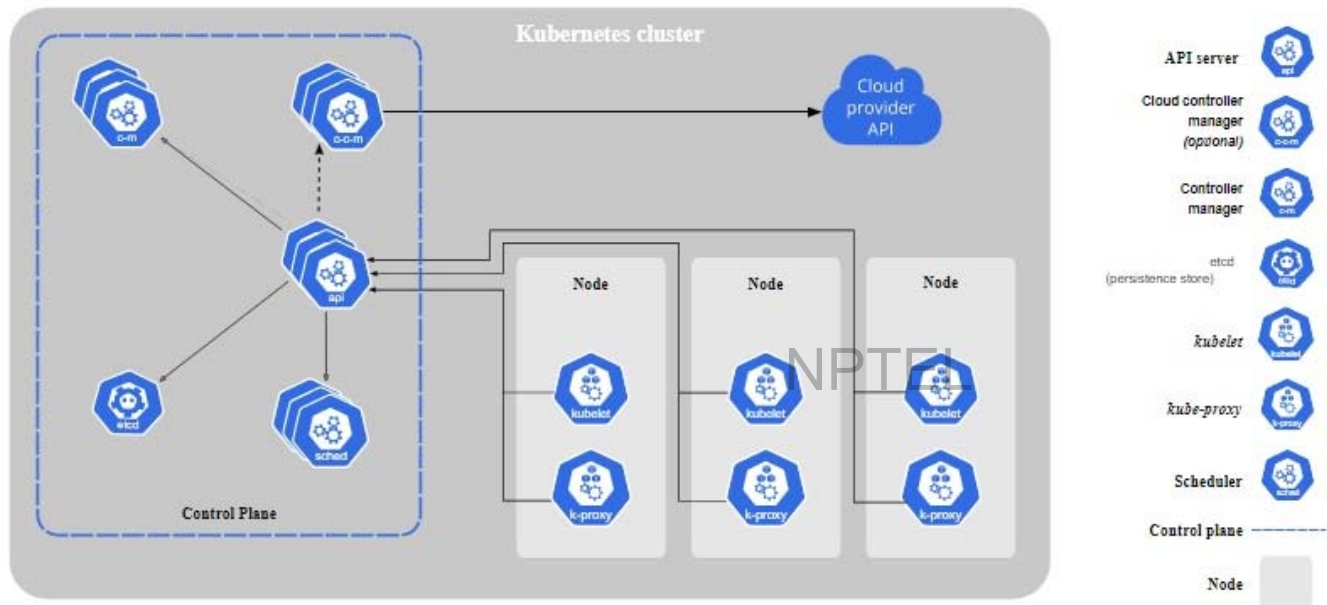 Kubernetes cluster
c-m
c-c-m
Cloud
provider
API
api
etcd
sched
Control Plane
Node
Node
Node
kubelet
kubelet
kubelet
k-proxy
k-proxy
k-proxy
NPTEL
API server
api
Cloud controller
manager
(optional)
c-c-m
Controller
manager
c-m
etcd
(persistence store)
etcd
kubelet
kubelet
kube-proxy
k-proxy
Scheduler
sched
Control plane
Node